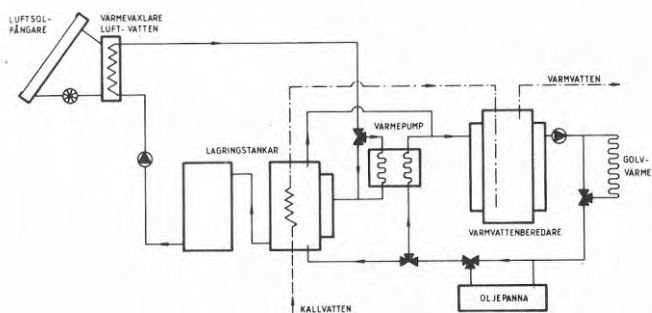 LUFTSOL-
FÅNGARE
VÄRMEVÄXLARE
LUFT-VATTEN
VARMVATTEN
LAGRINGSTANKAR
VÄRMEPUMP
GOLV-
VÄRME
VARMVATTENBEREDARE
OLJEPANNA
KALLVATTEN